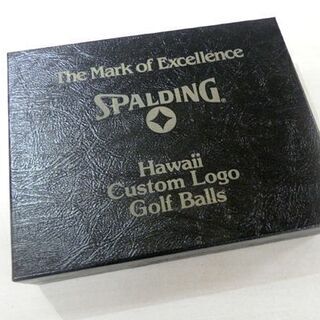 The Mark of Excellence
SPALDING®
Hawaii
Custom Logo
Golf Balls